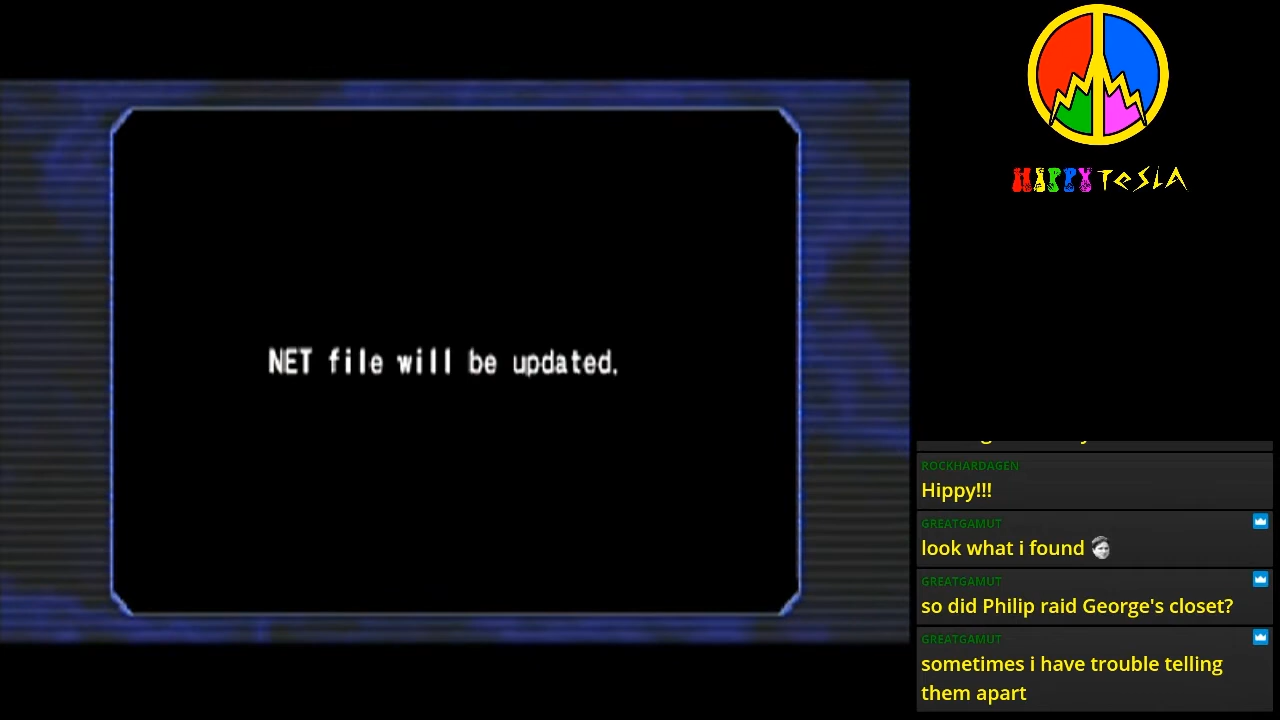 NET file will be updated.
HIPPYTeSLA
ROCKHARDAGEN
Hippy!!!
GREATGAMUT
look what i found
GREATGAMUT
so did Philip raid George's closet?
GREATGAMUT
sometimes i have trouble telling
them apart